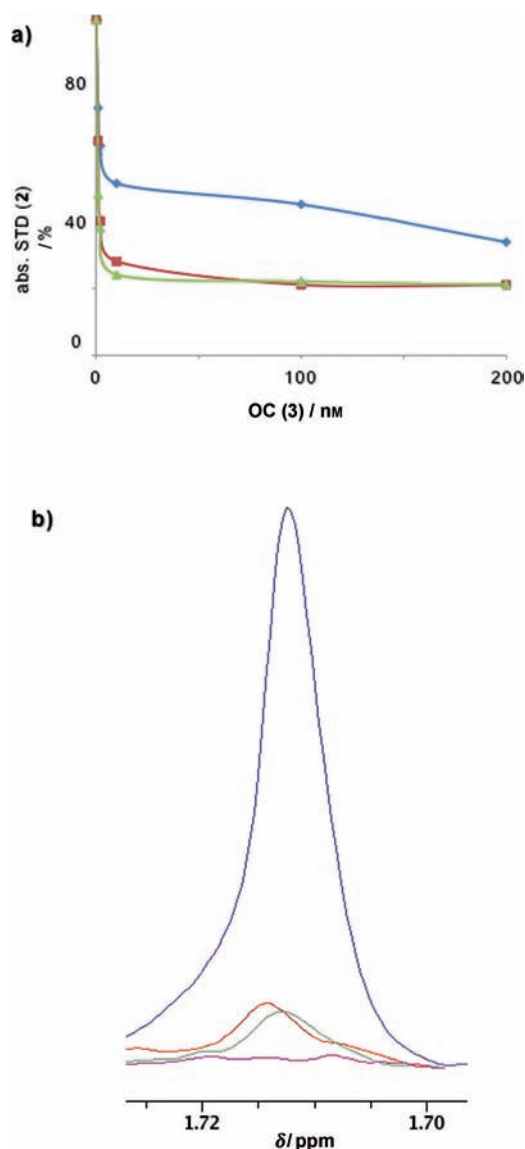 a)
80
40
0
abs. STD (2)
/ %
0
100
200
OC (3) / nM
b)
1.72
1.70
δ/ ppm